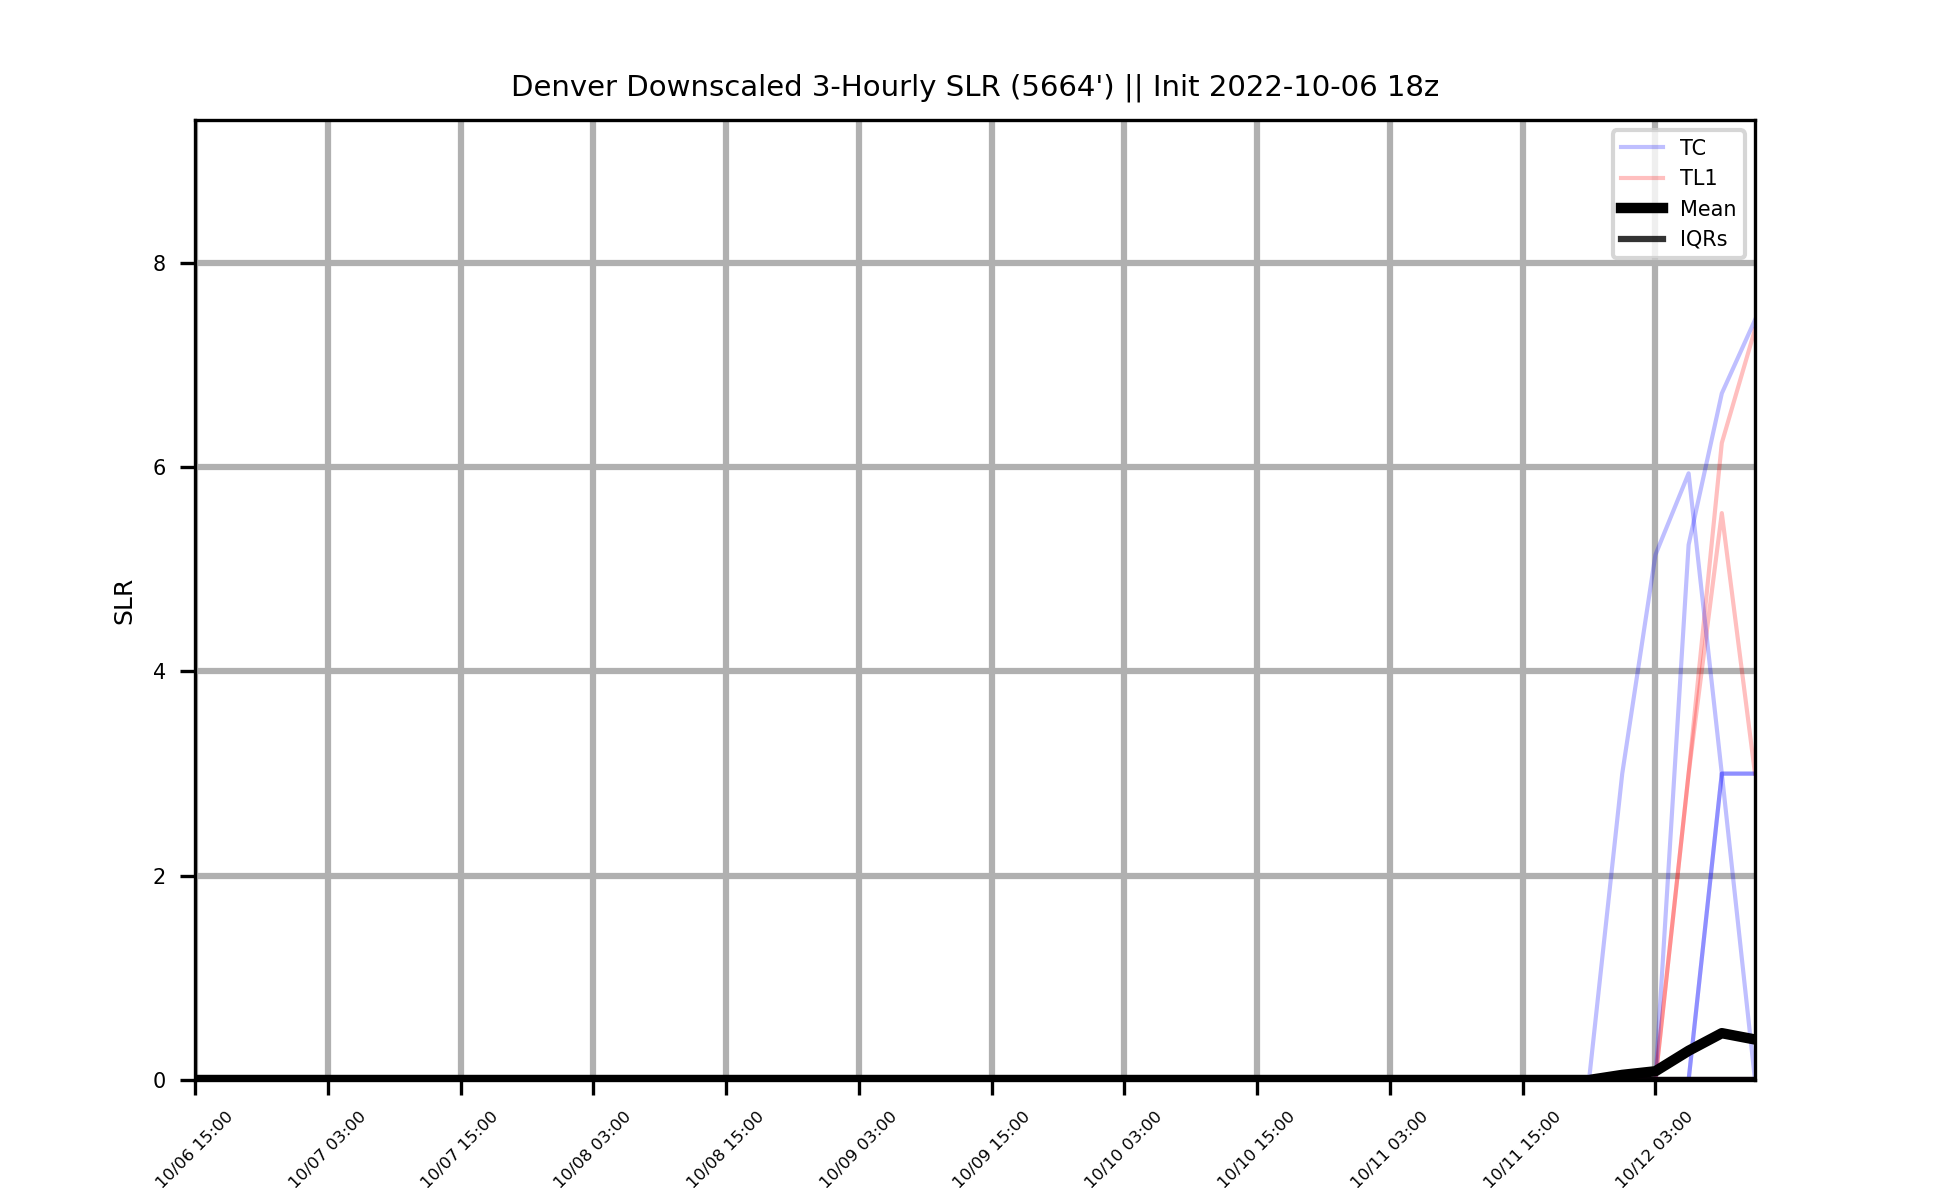 Denver Downscaled 3-Hourly SLR (5664') || Init 2022-10-06 18z
TC
TL1
Mean
IQRs
SLR
8
6
4
2
0
10/06 15:00
10/07 03:00
10/07 15:00
10/08 03:00
10/08 15:00
10/09 03:00
10/09 15:00
10/10 03:00
10/10 15:00
10/11 03:00
10/11 15:00
10/12 03:00